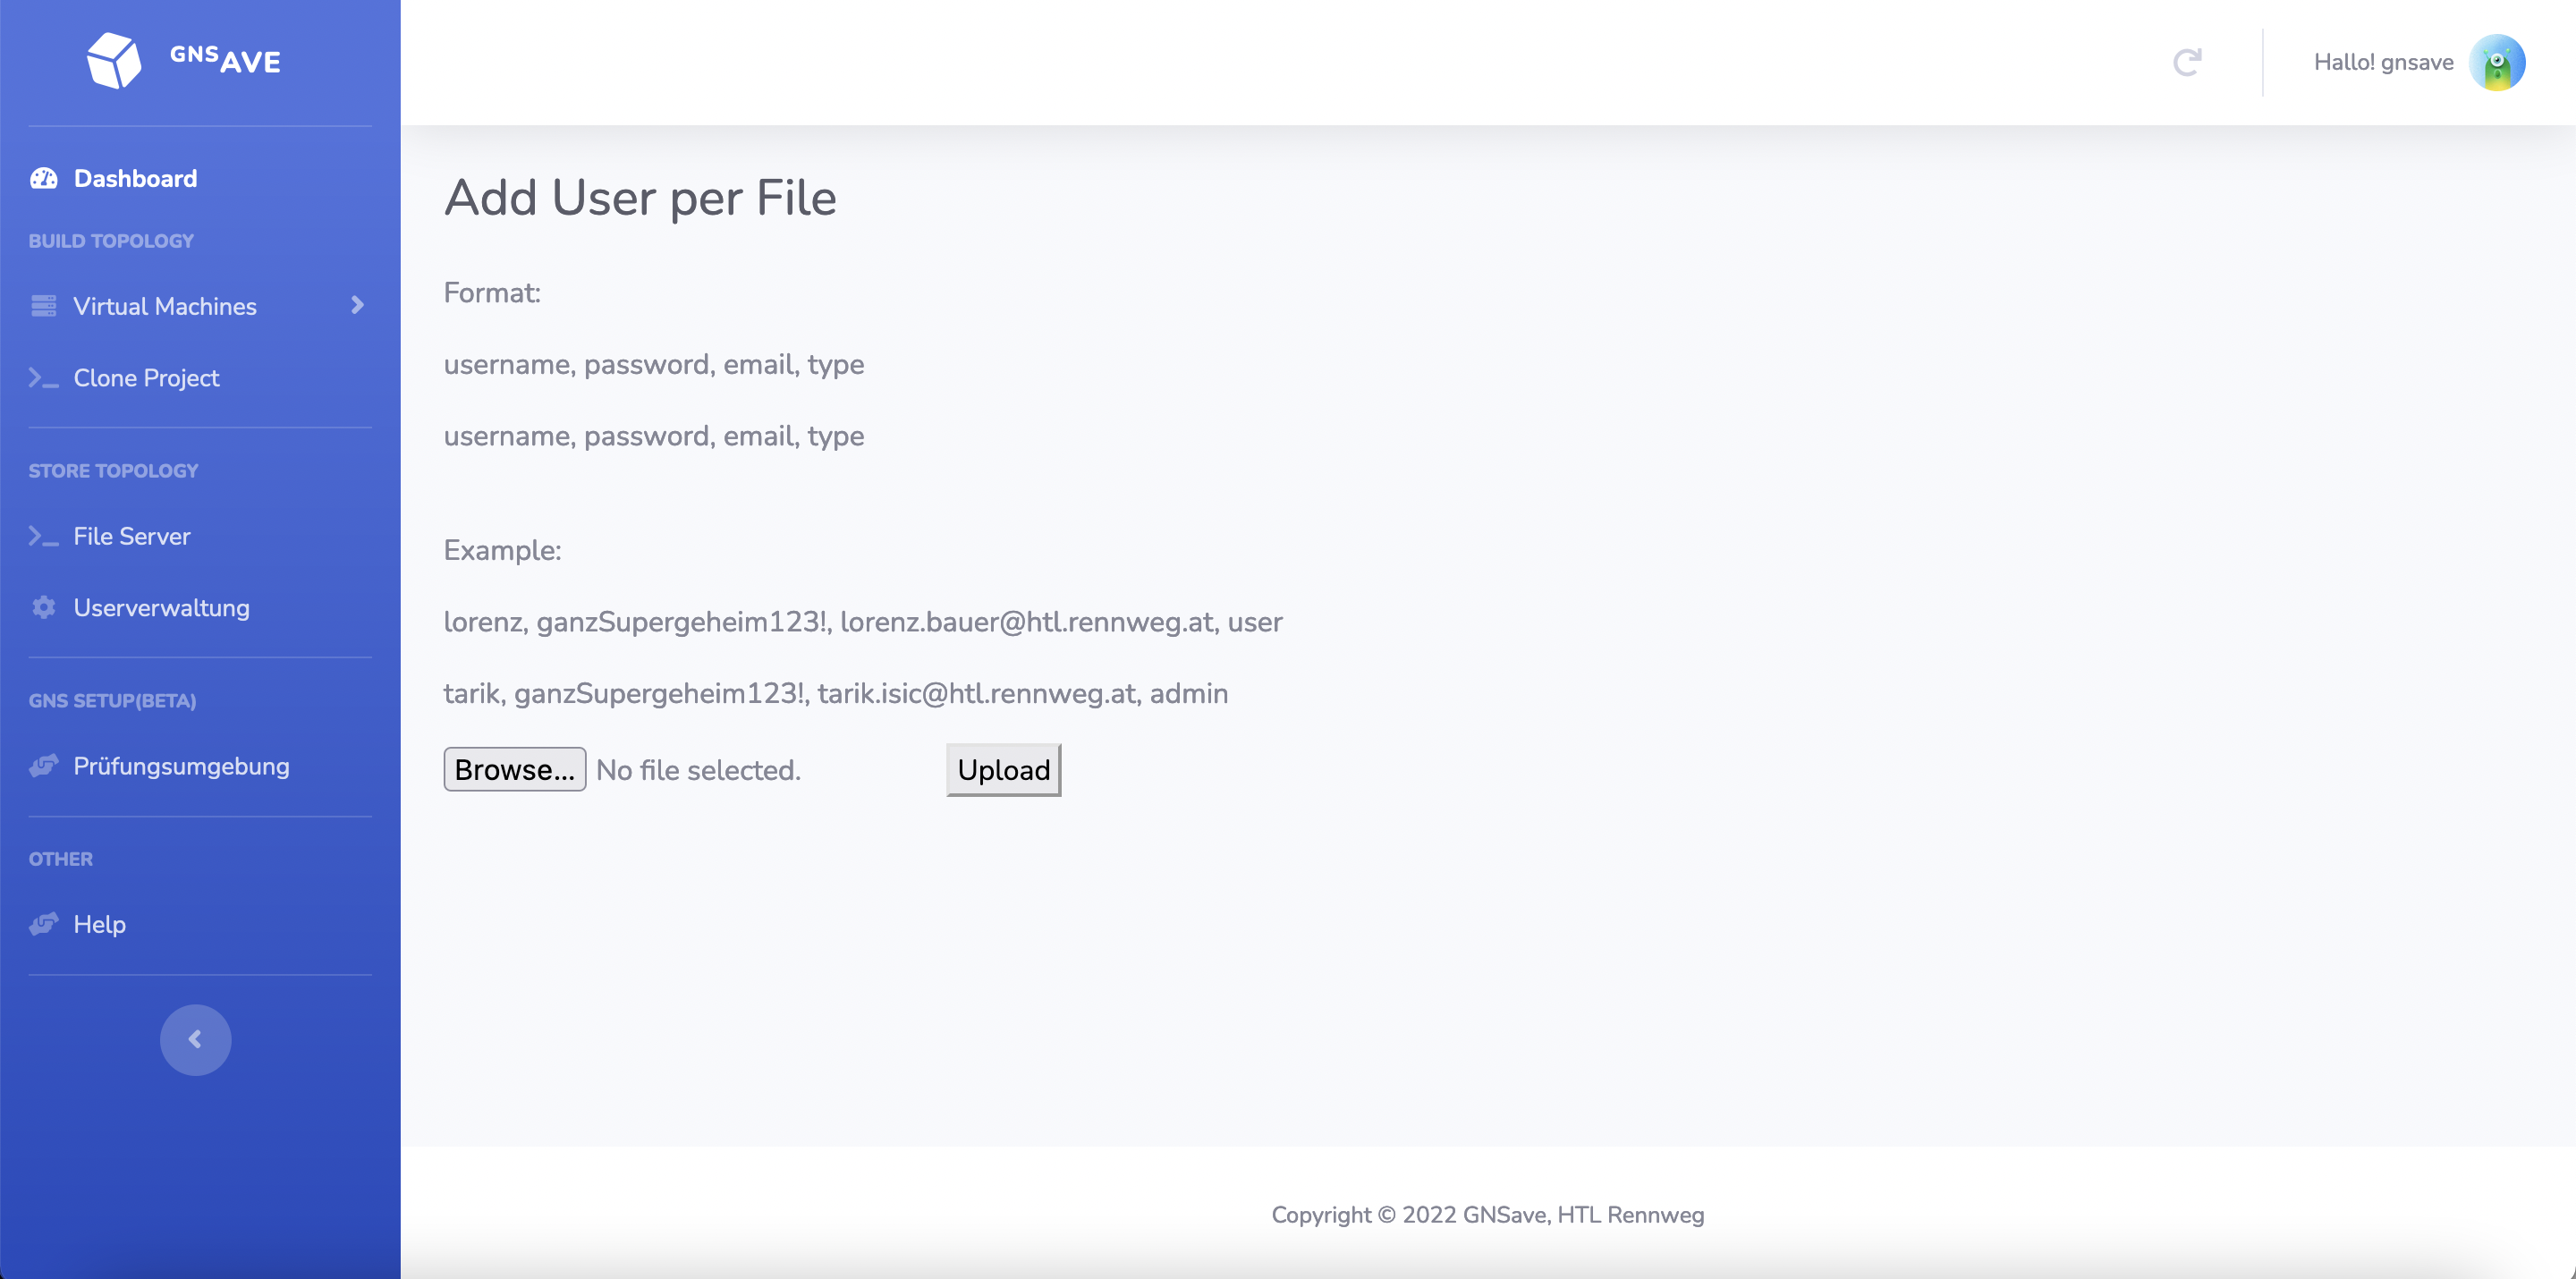 GNSAVE
Dashboard
BUILD TOPOLOGY
Virtual Machines
Clone Project
STORE TOPOLOGY
File Server
Userverwaltung
GNS SETUP(BETA)
Prüfungsumgebung
OTHER
Help
Hallo! gnsave
Add User per File
Format:
username, password, email, type
username, password, email, type
Example:
lorenz, ganzSupergeheim123!, lorenz.bauer@htl.rennweg.at, user
tarik, ganzSupergeheim123!, tarik.isic@htl.rennweg.at, admin
Browse... No file selected. Upload
Copyright © 2022 GNSave, HTL Rennweg